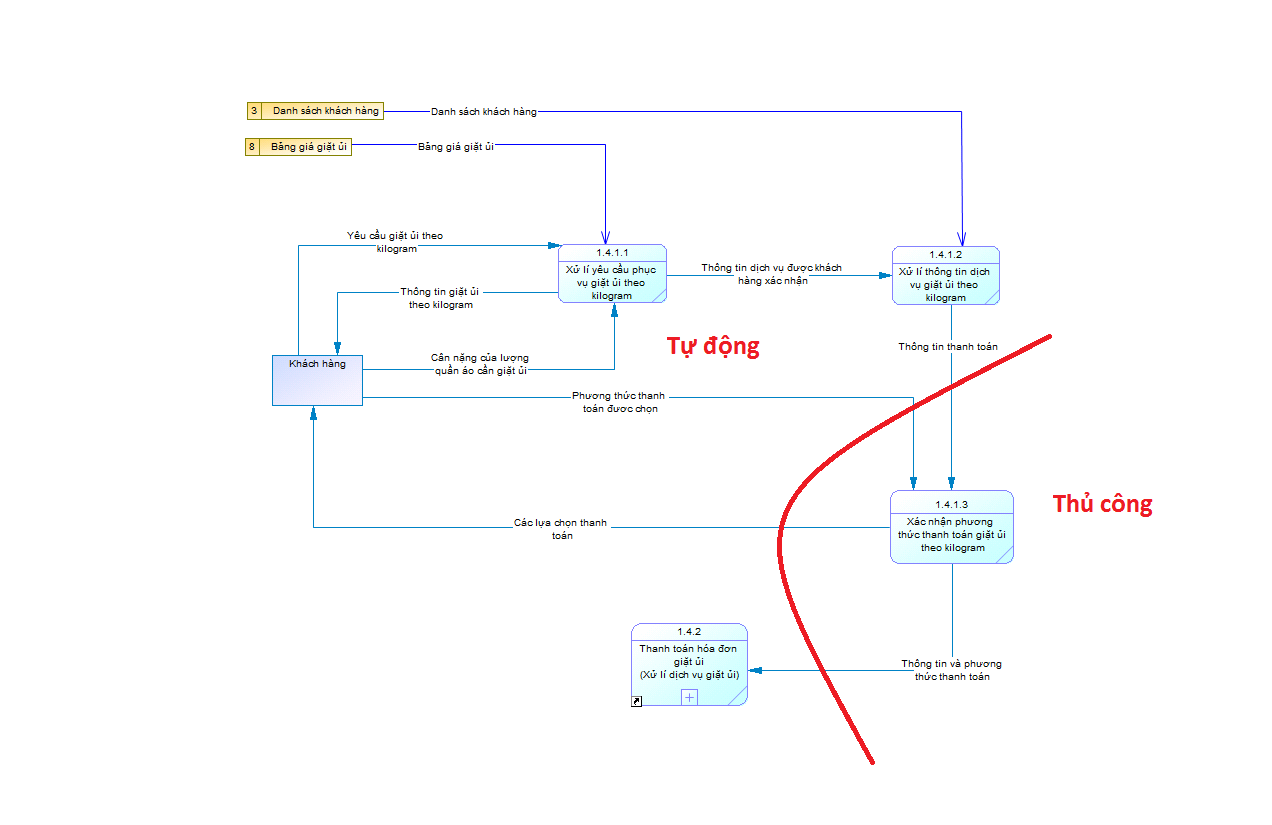 3 Danh sách khách hàng
Danh sách khách hàng
8 Bảng giá giặt ủi
Bảng giá giặt ủi
Yêu cầu giặt ủi theo
kilogram
1.4.1.1
Xử lí yêu cầu phục
vụ giặt ủi theo
kilogram
Thông tin dịch vụ được khách
hàng xác nhận
1.4.1.2
Xử lí thông tin dịch
vụ giặt ủi theo
kilogram
Thông tin giặt ủi
theo kilogram
Tự động
Thông tin thanh toán
Khách hàng
Cân nặng của lượng
quần áo cần giặt ủi
Phương thức thanh
toán được chọn
Thủ công
1.4.1.3
Xác nhận phương
thức thanh toán giặt ủi
theo kilogram
Các lựa chọn thanh
toán
1.4.2
Thanh toán hóa đơn
giặt ủi
(Xử lí dịch vụ giặt ủi)
Thông tin và phương
thức thanh toán